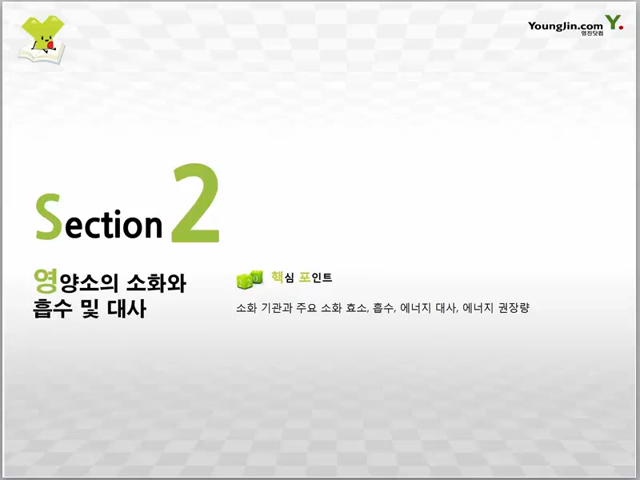 YoungJin.com Y.
영진닷컴
Section 2
영양소의 소화와
흡수 및 대사
핵심 포인트
소화 기관과 주요 소화 효소, 흡수, 에너지 대사, 에너지 권장량